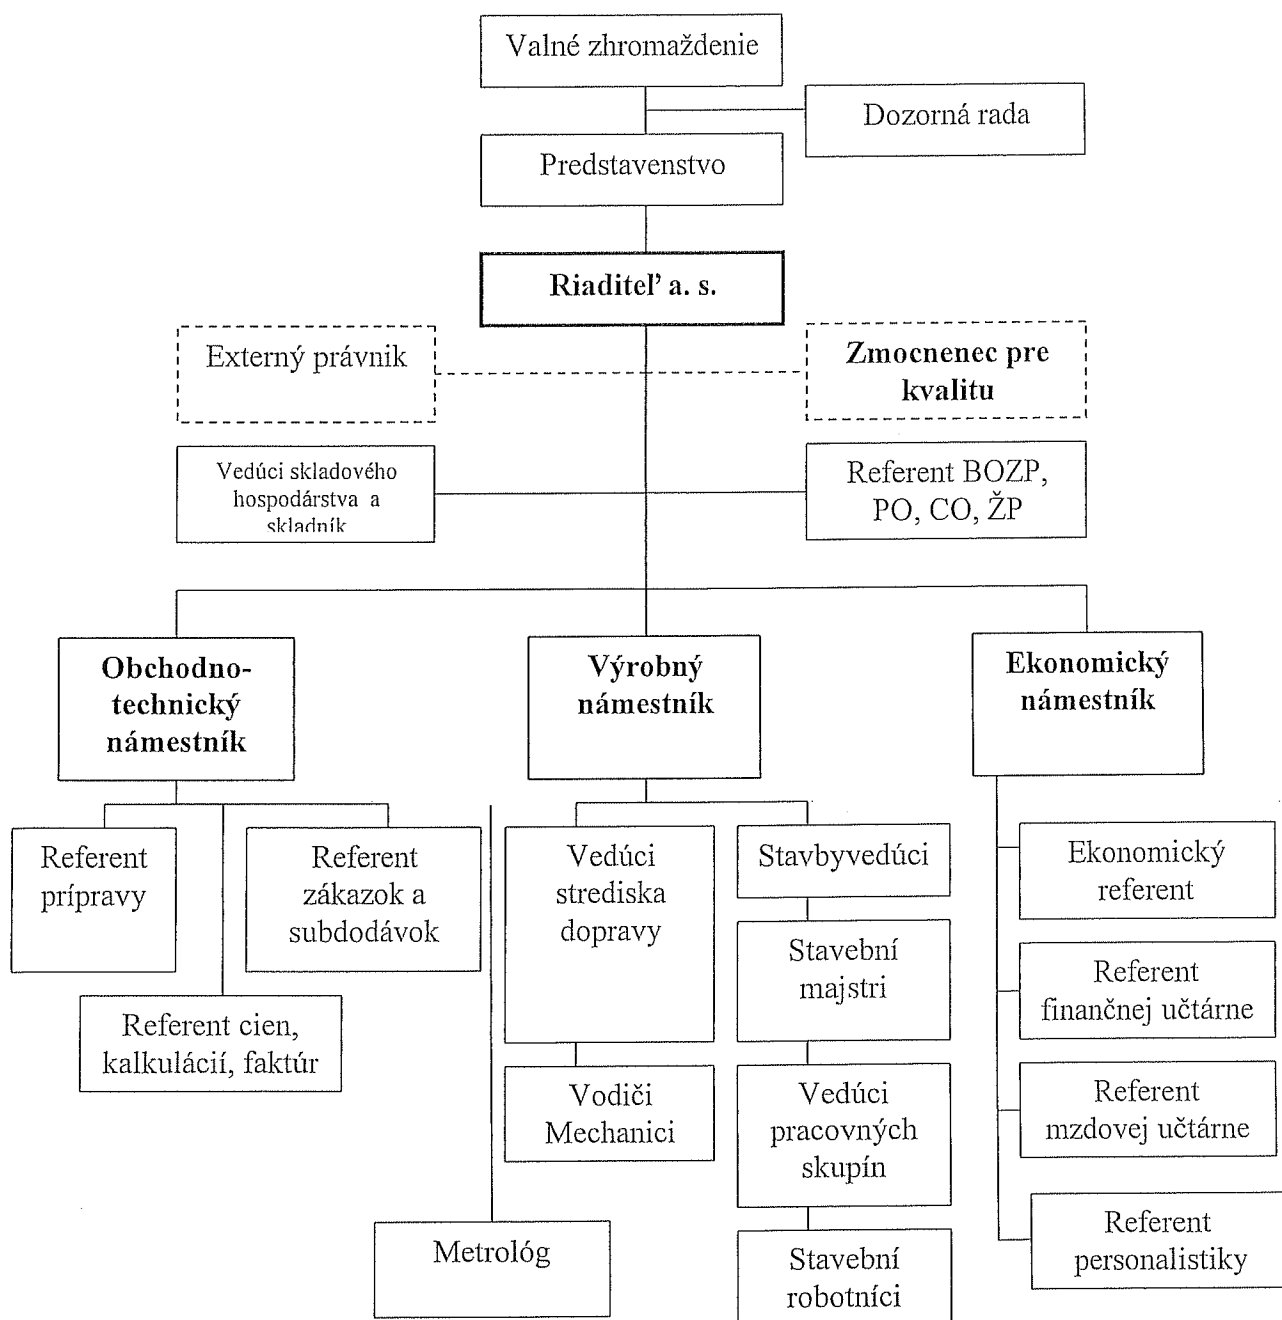 Valné zhromaždenie
Dozorná rada
Predstavenstvo
Riaditeľ a. s.
Externý právnik
Zmocnenec pre
kvalitu
Vedúci skladového
hospodárstva a
skladník
Referent BOZP,
PO, CO, ŽP
Obchodno-
technický
námestník
Výrobný
námestník
Ekonomický
námestník
Referent
prípravy
Referent
zákazok a
subdodávok
Referent cien,
kalkulácií, faktúr
Metrológ
Vedúci
strediska
dopravy
Vodiči
Mechanici
Stavbyvedúci
Stavební
majstri
Vedúci
pracovných
skupín
Stavební
robotníci
Ekonomický
referent
Referent
finančnej učtárne
Referent
mzdovej učtárne
Referent
personalistiky